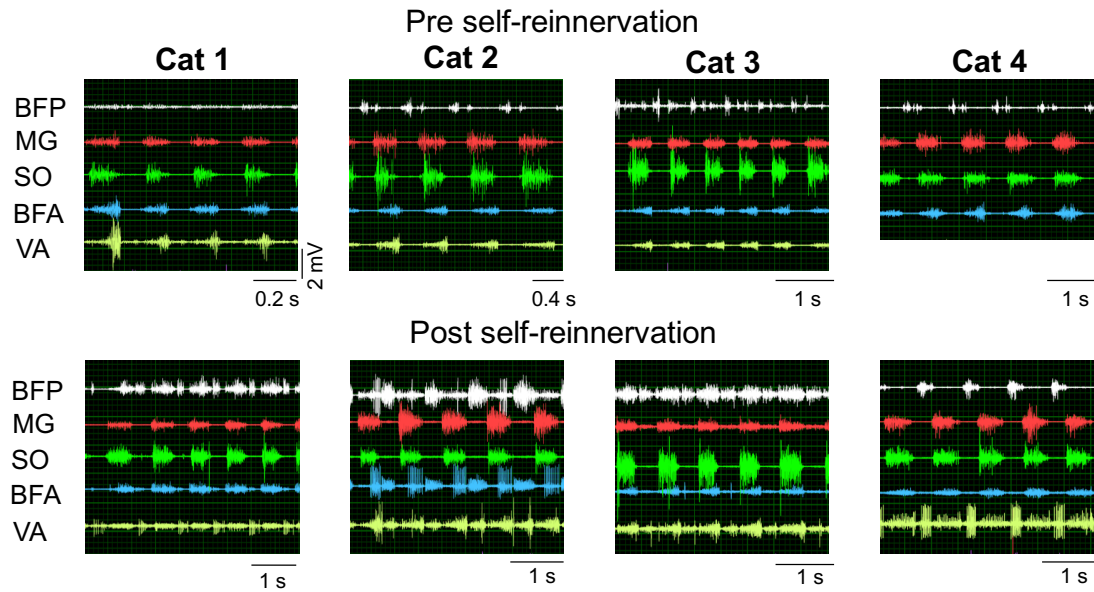 Pre self-reinnervation
Cat 1 Cat 2 Cat 3 Cat 4
BFP
MG
SO
BFA
VA
2 mV
0.2 s 0.4 s 1 s 1 s
Post self-reinnervation
BFP
MG
SO
BFA
VA
1 s 1 s 1 s 1 s